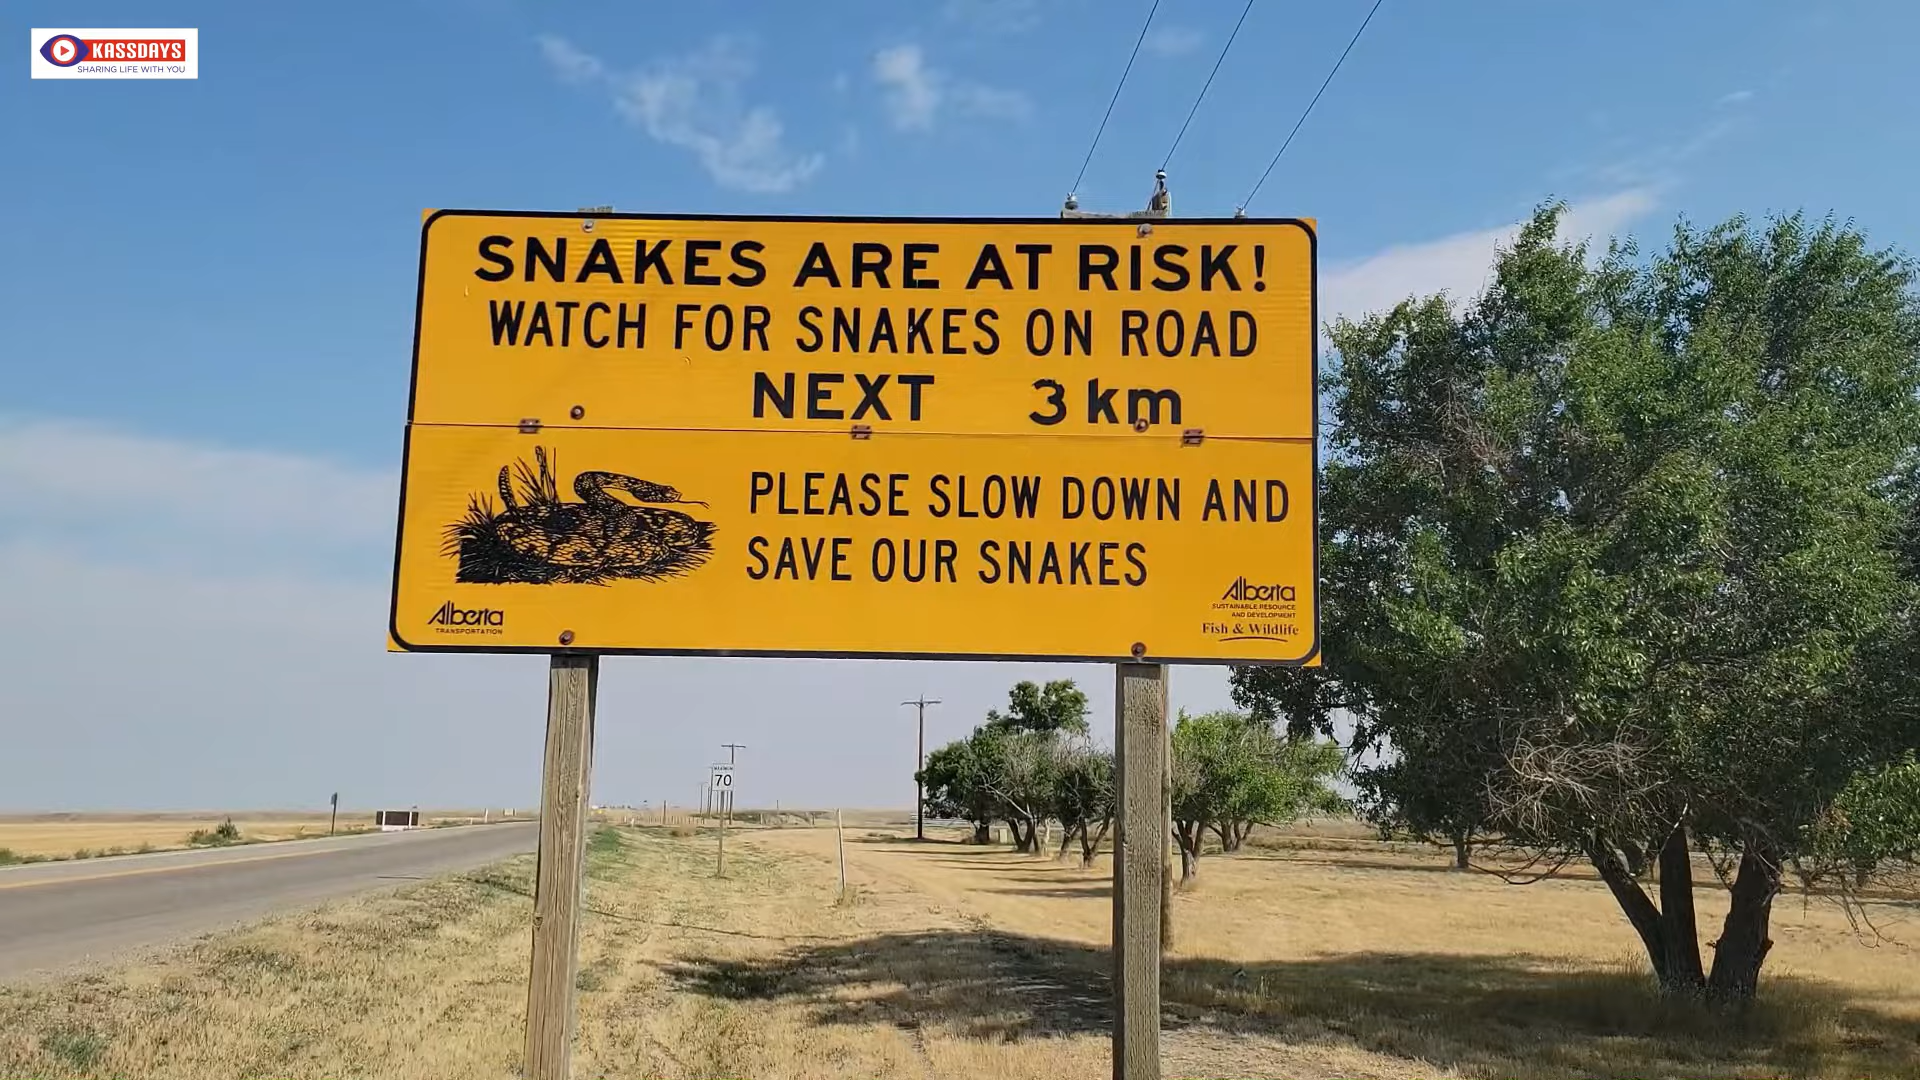 KASSDAYS
SHARING LIFE WITH YOU
SNAKES ARE AT RISK!
WATCH FOR SNAKES ON ROAD
NEXT 3 km
PLEASE SLOW DOWN AND
SAVE OUR SNAKES
Alberta
TRANSPORTATION
Alberta
SUSTAINABLE RESOURCE
AND DEVELOPMENT
Fish & Wildlife
MAXIMUM
70